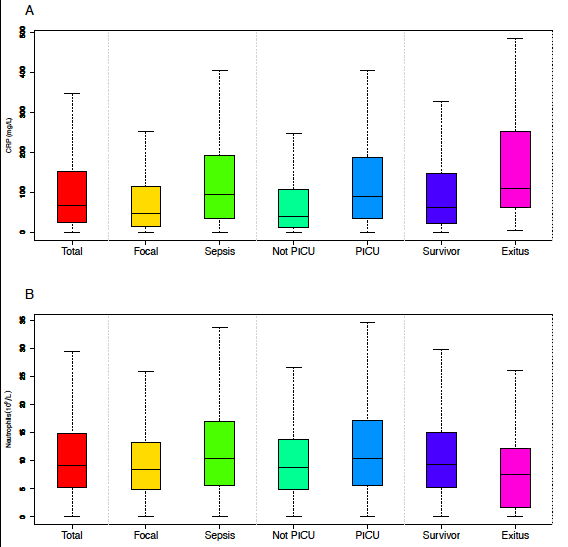 A
CRP (mg/L)
500
400
300
200
100
0
Total Focal Sepsis Not PICU PICU Survivor Exitus
B
Neutrophils (10⁹/L)
35
30
25
20
15
10
5
0
Total Focal Sepsis Not PICU PICU Survivor Exitus